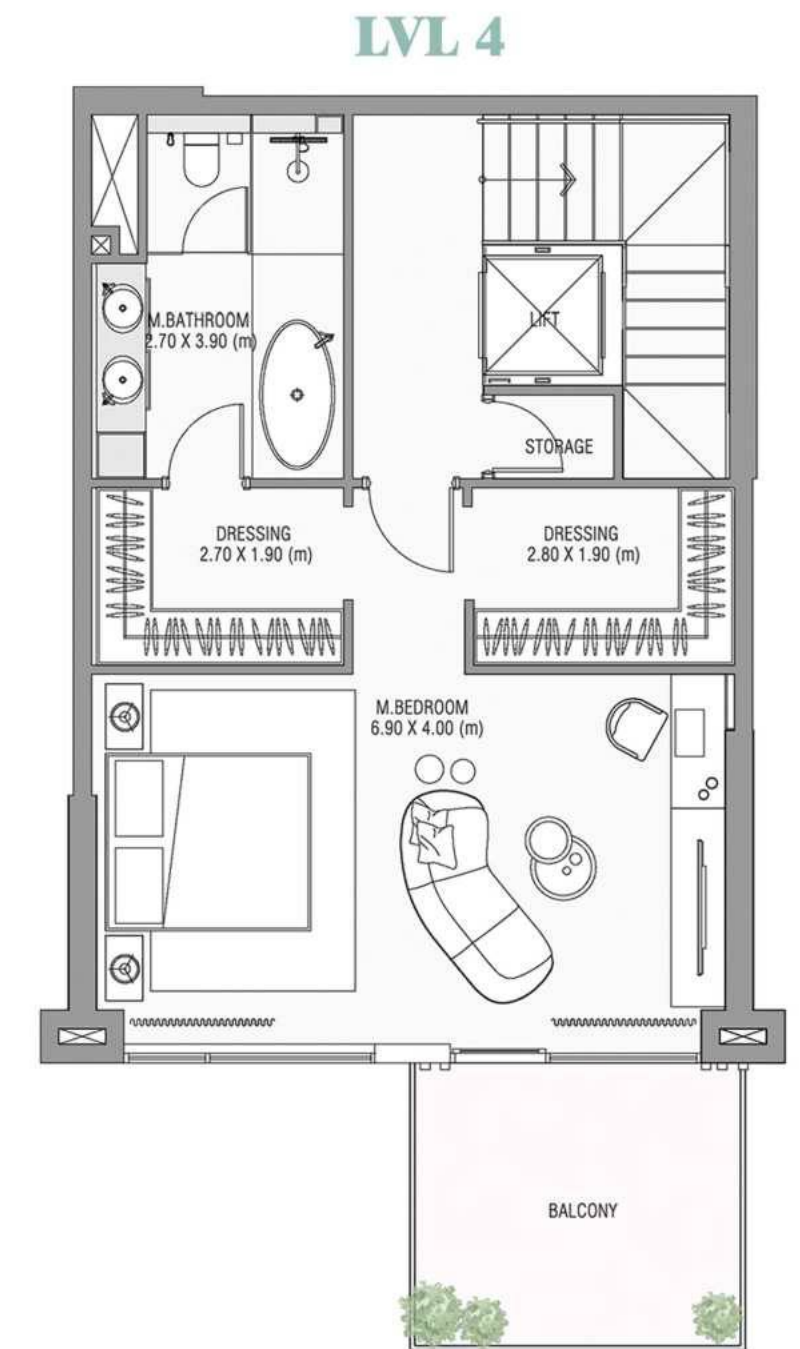 LVL 4
M.BATHROOM
2.70 X 3.90 (m)
LIFT
STORAGE
DRESSING
2.70 X 1.90 (m)
DRESSING
2.80 X 1.90 (m)
M.BEDROOM
6.90 X 4.00 (m)
BALCONY